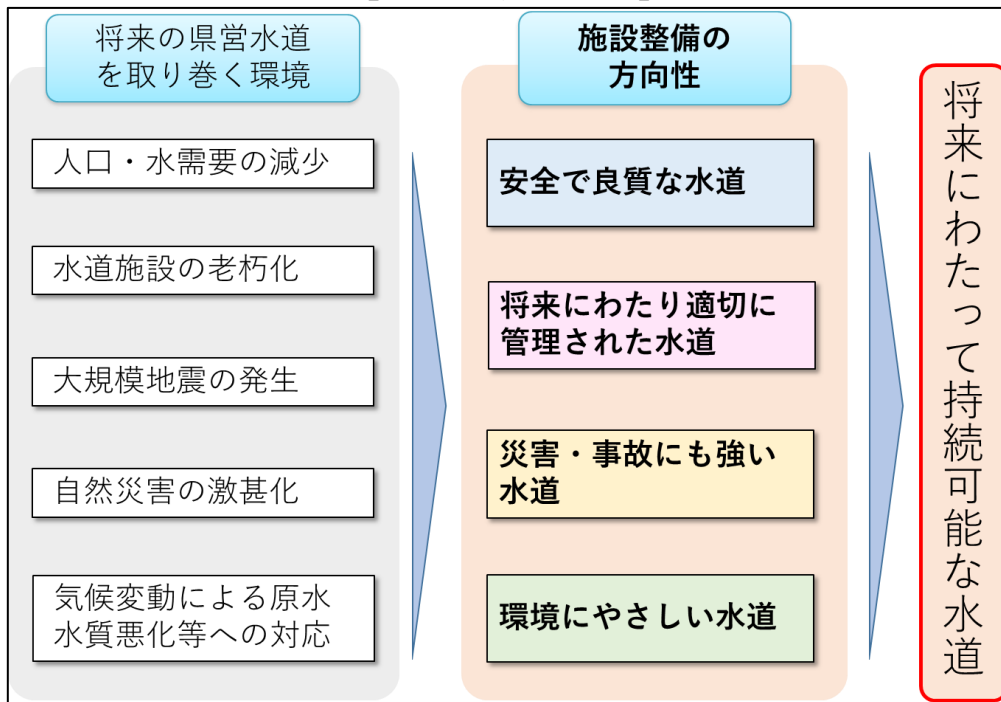 将来の県営水道
を取り巻く環境
人口・水需要の減少
水道施設の老朽化
大規模地震の発生
自然災害の激甚化
気候変動による原水
水質悪化等への対応
施設整備の
方向性
安全で良質な水道
将来にわたり適切に
管理された水道
災害・事故にも強い
水道
環境にやさしい水道
将来にわたって持続可能な水道